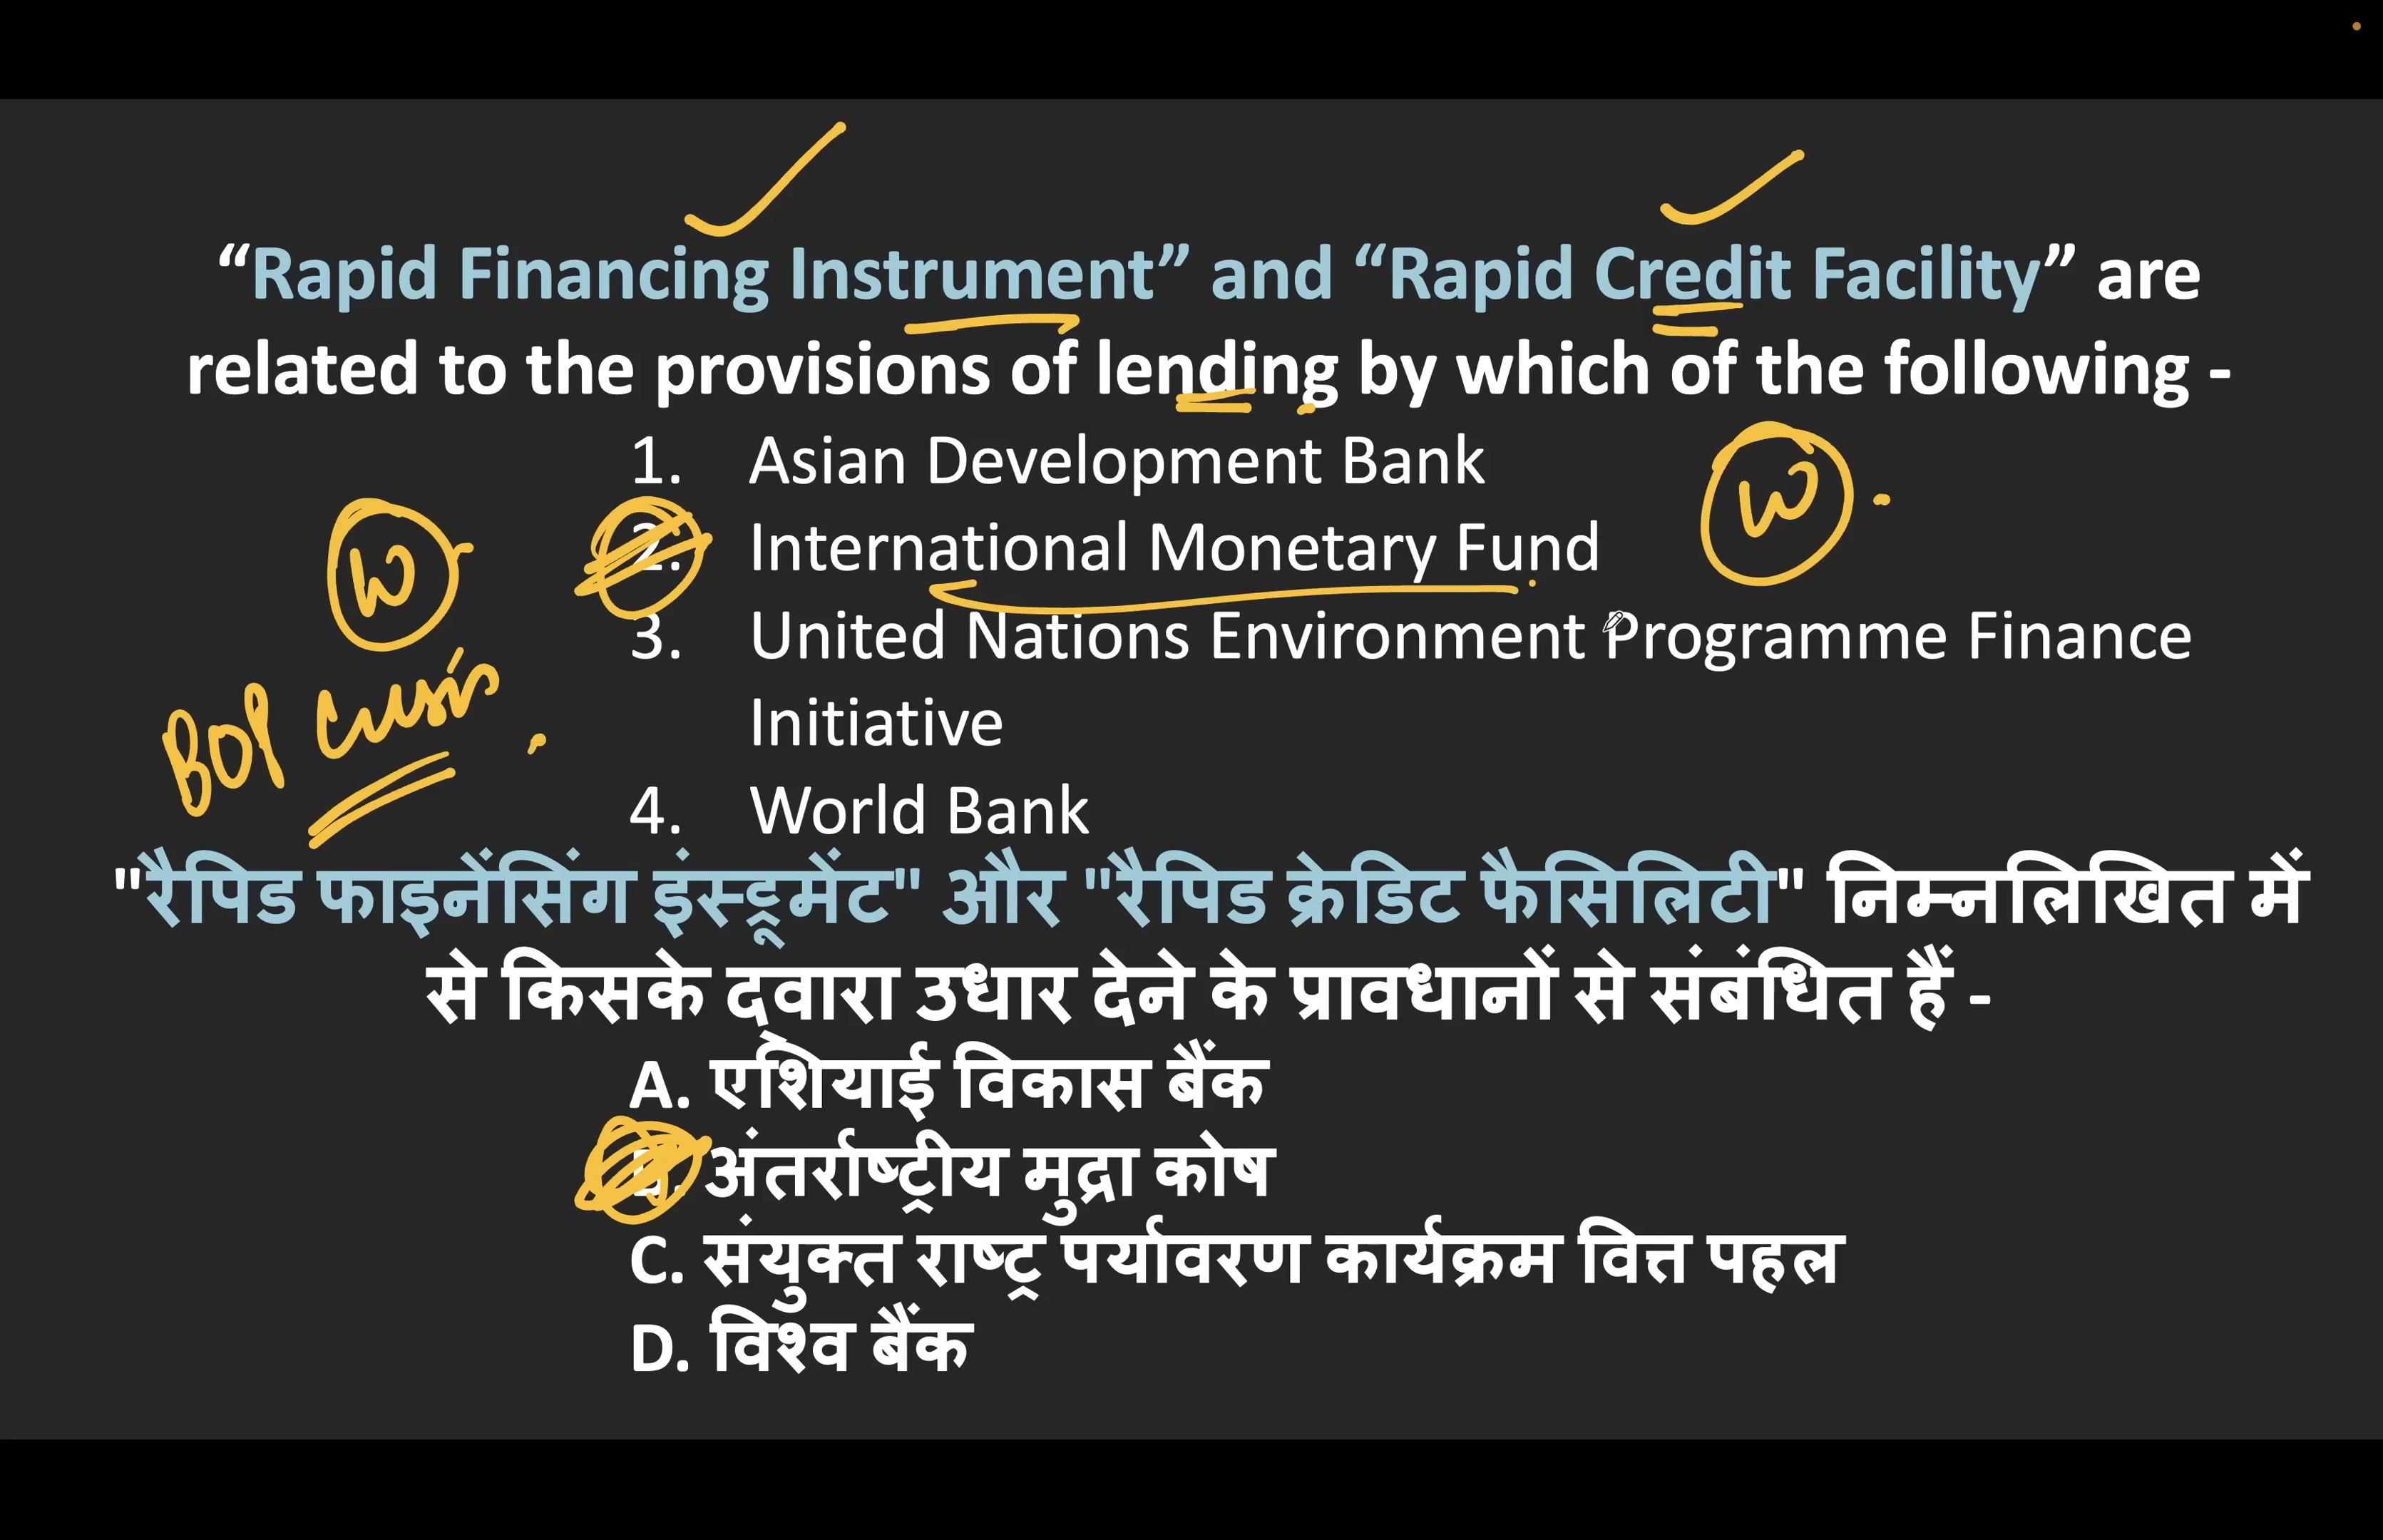 “Rapid Financing Instrument” and “Rapid Credit Facility” are
related to the provisions of lending by which of the following -
1. Asian Development Bank
2. International Monetary Fund
3. United Nations Environment Programme Finance
Initiative
4. World Bank
BOP crisis
"रैपिड फाइनेंसिंग इंस्ड्रूमेंट" और "रैपिड क्रेडिट फैसिलिटी" निम्नलिखित में
से किसके द्वारा उधार देने के प्रावधानों से संबंधित हैं -
A. एशियाई विकास बैंक
अंतर्राष्ट्रीय मुद्रा कोष
C. संयुक्त राष्ट्र पर्यावरण कार्यक्रम वित्त पहल
D. विश्व बैंक